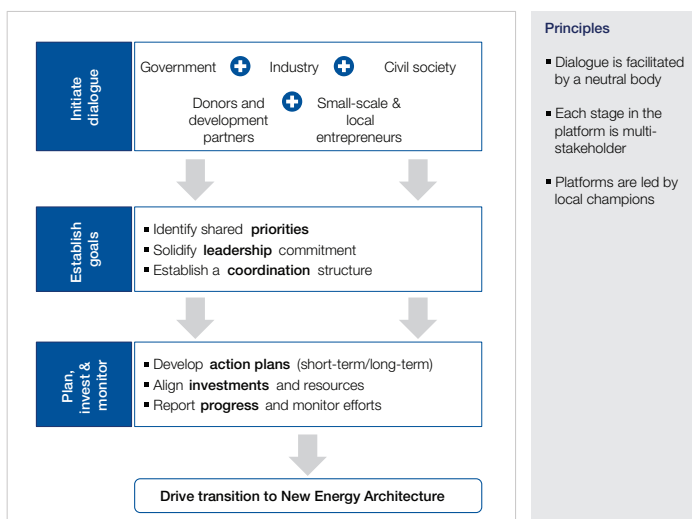 Initiate
dialogue
Government
Industry
Civil society
Donors and
development
partners
Small-scale &
local
entrepreneurs
Establish
goals
▪ Identify shared priorities
▪ Solidify leadership commitment
▪ Establish a coordination structure
Plan,
invest &
monitor
▪ Develop action plans (short-term/long-term)
▪ Align investments and resources
▪ Report progress and monitor efforts
Drive transition to New Energy Architecture
Principles
▪ Dialogue is facilitated
by a neutral body
▪ Each stage in the
platform is multi-
stakeholder
▪ Platforms are led by
local champions